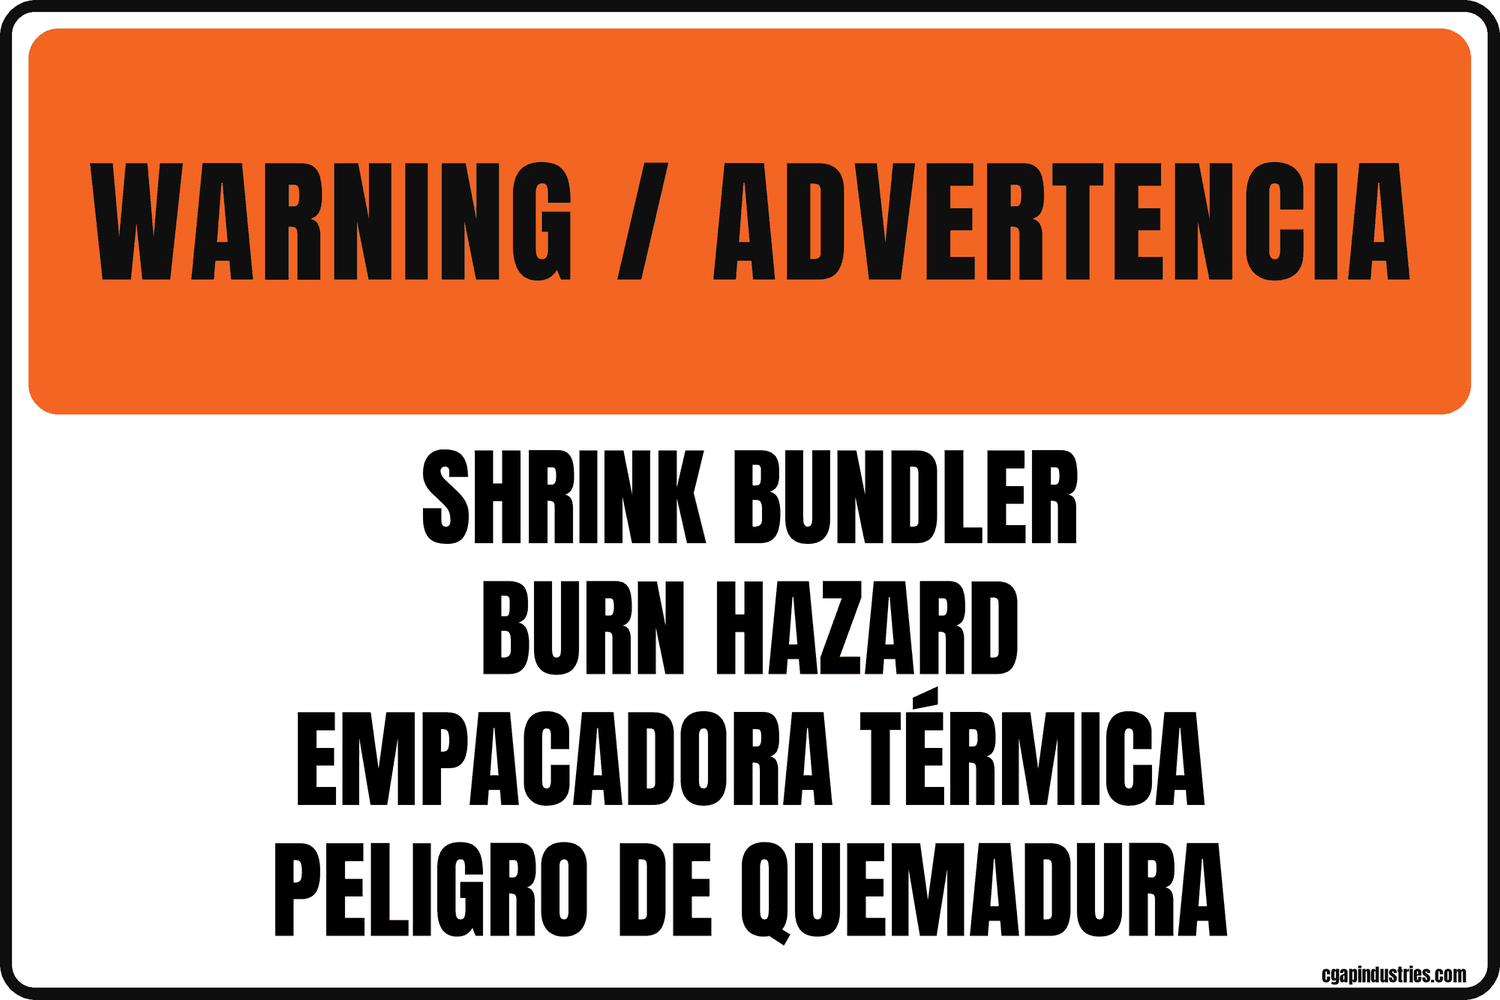 WARNING / ADVERTENCIA
SHRINK BUNDLER
BURN HAZARD
EMPACADORA TÉRMICA
PELIGRO DE QUEMADURA
cgapindustries.com